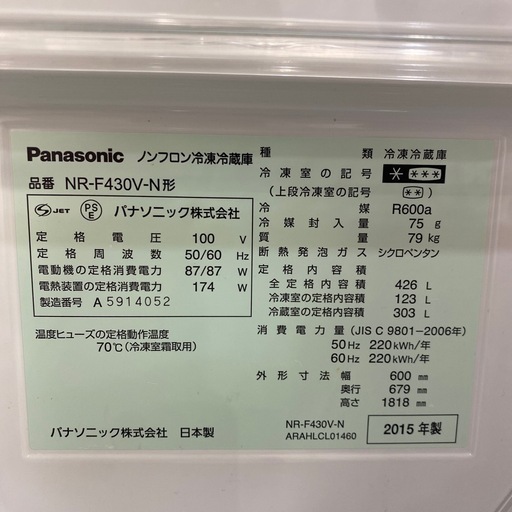 Panasonic ノンフロン冷凍冷蔵庫
品番 NR-F430V-N形
S JET PS E パナソニック株式会社
定格電圧 100 V
定格周波数 50/60 Hz
電動機の定格消費電力 87/87 W
電熱装置の定格消費電力 174 W
製造番号 A 5914052
温度ヒューズの定格動作温度
70℃(冷凍室霜取用)
パナソニック株式会社 日本製
種類 冷凍冷蔵庫
冷凍室の記号 * ***
(上段冷凍室の記号 **)
冷媒 R600a
冷媒封入量 75 g
質量 79 kg
断熱発泡ガス シクロペンタン
定格内容積
全定格内容積 426 L
冷凍室の定格内容積 123 L
冷蔵室の定格内容積 303 L
消費電力量(JIS C 9801-2006年)
50Hz 220 kWh/年
60Hz 220 kWh/年
外形寸法 幅 600 mm
奥行 679 mm
高さ 1818 mm
NR-F430V-N
ARAHLCL01460
2015年製